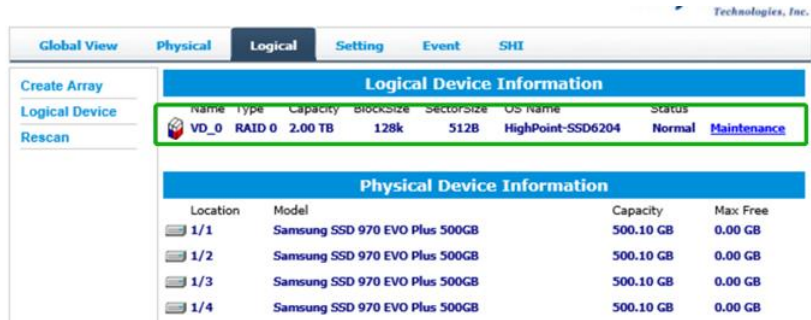 Technologies, Inc.
Global View Physical Logical Setting Event SHI
Create Array
Logical Device
Rescan
Logical Device Information
Name Type Capacity BlockSize SectorSize OS Name Status
VD_0 RAID 0 2.00 TB 128k 512B HighPoint-SSD6204 Normal Maintenance
Physical Device Information
Location Model Capacity Max Free
1/1 Samsung SSD 970 EVO Plus 500GB 500.10 GB 0.00 GB
1/2 Samsung SSD 970 EVO Plus 500GB 500.10 GB 0.00 GB
1/3 Samsung SSD 970 EVO Plus 500GB 500.10 GB 0.00 GB
1/4 Samsung SSD 970 EVO Plus 500GB 500.10 GB 0.00 GB